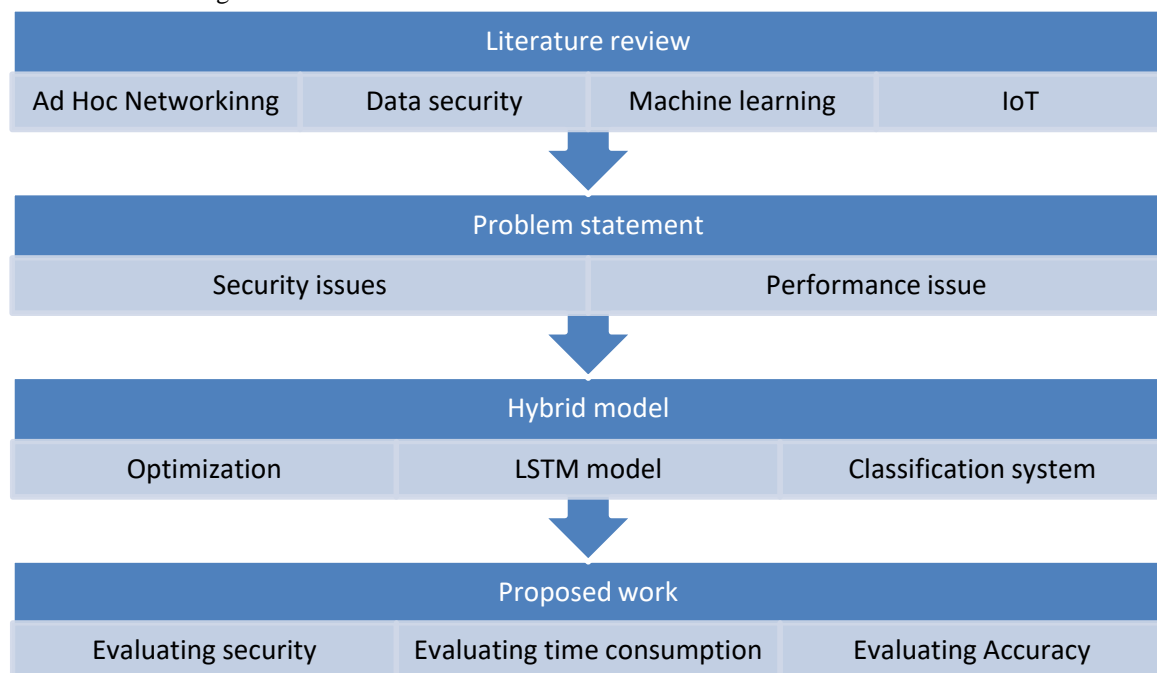 Literature review
Ad Hoc Networkinng Data security Machine learning IoT
Problem statement
Security issues Performance issue
Hybrid model
Optimization LSTM model Classification system
Proposed work
Evaluating security Evaluating time consumption Evaluating Accuracy